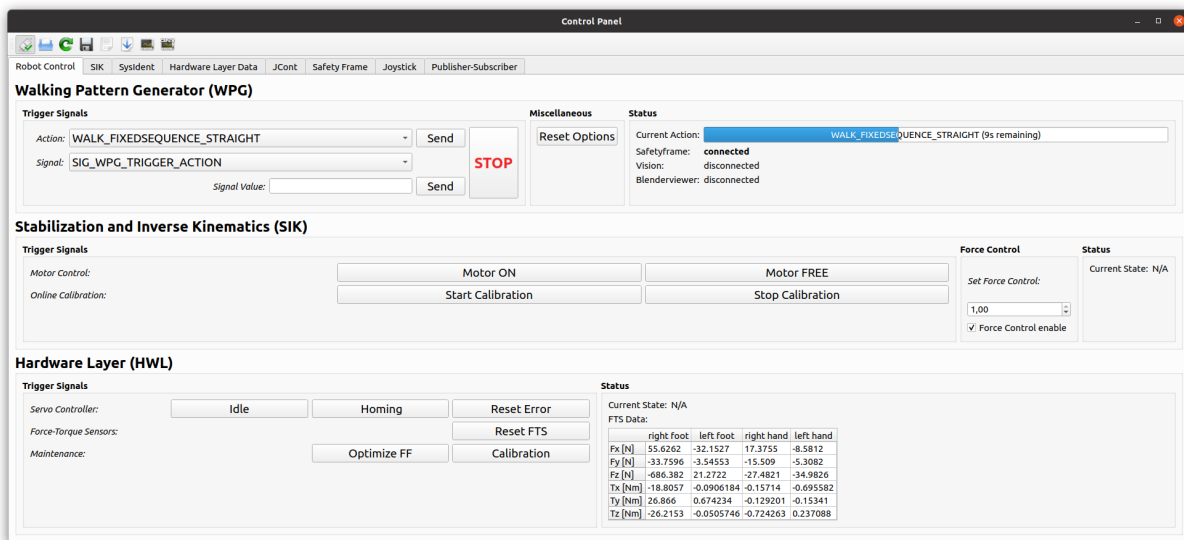 Control Panel
Robot Control SIK SysIdent Hardware Layer Data JCont Safety Frame Joystick Publisher-Subscriber
Walking Pattern Generator (WPG)
Trigger Signals Miscellaneous Status
Action: WALK_FIXEDSEQUENCE_STRAIGHT Send Reset Options Current Action: WALK_FIXEDSEQUENCE_STRAIGHT (9s remaining)
Safetyframe: connected
Signal: SIG_WPG_TRIGGER_ACTION STOP Vision: disconnected
Blenderviewer: disconnected
Signal Value: Send
Stabilization and Inverse Kinematics (SIK)
Trigger Signals Force Control Status
Motor Control: Motor ON Motor FREE Current State: N/A
Set Force Control:
Online Calibration: Start Calibration Stop Calibration
1,00
Force Control enable
Hardware Layer (HWL)
Trigger Signals Status
Servo Controller: Idle Homing Reset Error Current State: N/A
FTS Data:
Force-Torque Sensors: Reset FTS
Maintenance: Optimize FF Calibration
right foot left foot right hand left hand
Fx [N] 55.6262 -32.1527 17.3755 -8.5812
Fy [N] -33.7596 -3.54553 -15.509 -5.3082
Fz [N] -686.382 21.2722 -27.4821 -34.9826
Tx [Nm] -18.8057 -0.0906184 -0.15714 -0.695582
Ty [Nm] 26.866 0.674234 -0.129201 -0.15341
Tz [Nm] -26.2153 -0.0505746 -0.724263 0.237088